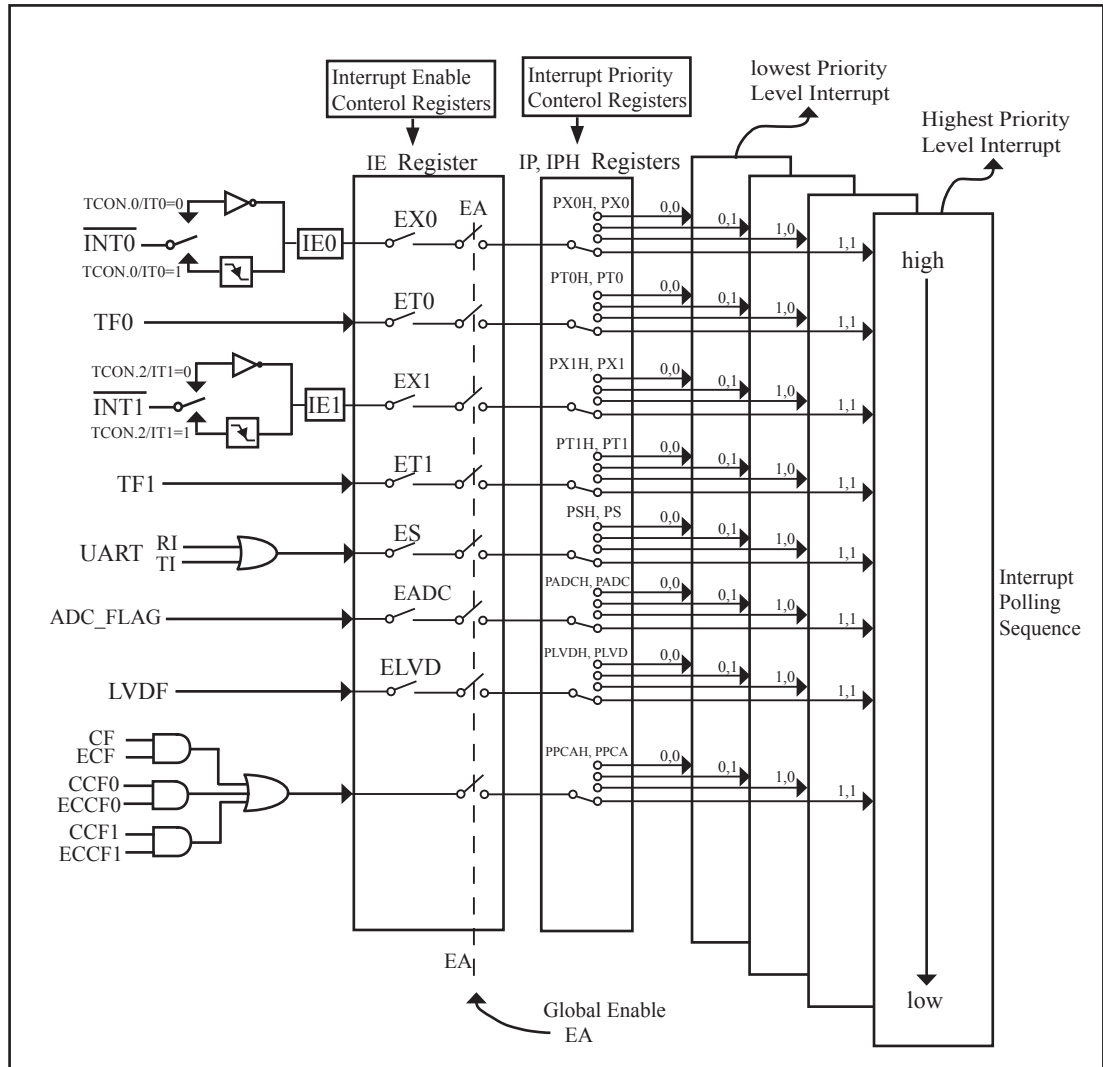 Interrupt Enable
Conterol Registers
Interrupt Priority
Conterol Registers
lowest Priority
Level Interrupt
Highest Priority
Level Interrupt
IE Register
IP, IPH Registers
EA
TCON.0/IT0=0
INT0
TCON.0/IT0=1
IE0
EX0
PX0H, PX0
0,0
0,1
1,0
1,1
high
TF0
ET0
PT0H, PT0
0,0
0,1
1,0
1,1
TCON.2/IT1=0
INT1
TCON.2/IT1=1
IE1
EX1
PX1H, PX1
0,0
0,1
1,0
1,1
TF1
ET1
PT1H, PT1
0,0
0,1
1,0
1,1
UART
RI
TI
ES
PSH, PS
0,0
0,1
1,0
1,1
ADC_FLAG
EADC
PADCH, PADC
0,0
0,1
1,0
1,1
Interrupt
Polling
Sequence
LVDF
ELVD
PLVDH, PLVD
0,0
0,1
1,0
1,1
CF
ECF
CCF0
ECCF0
CCF1
ECCF1
PPCAH, PPCA
0,0
0,1
1,0
1,1
EA
low
Global Enable
EA